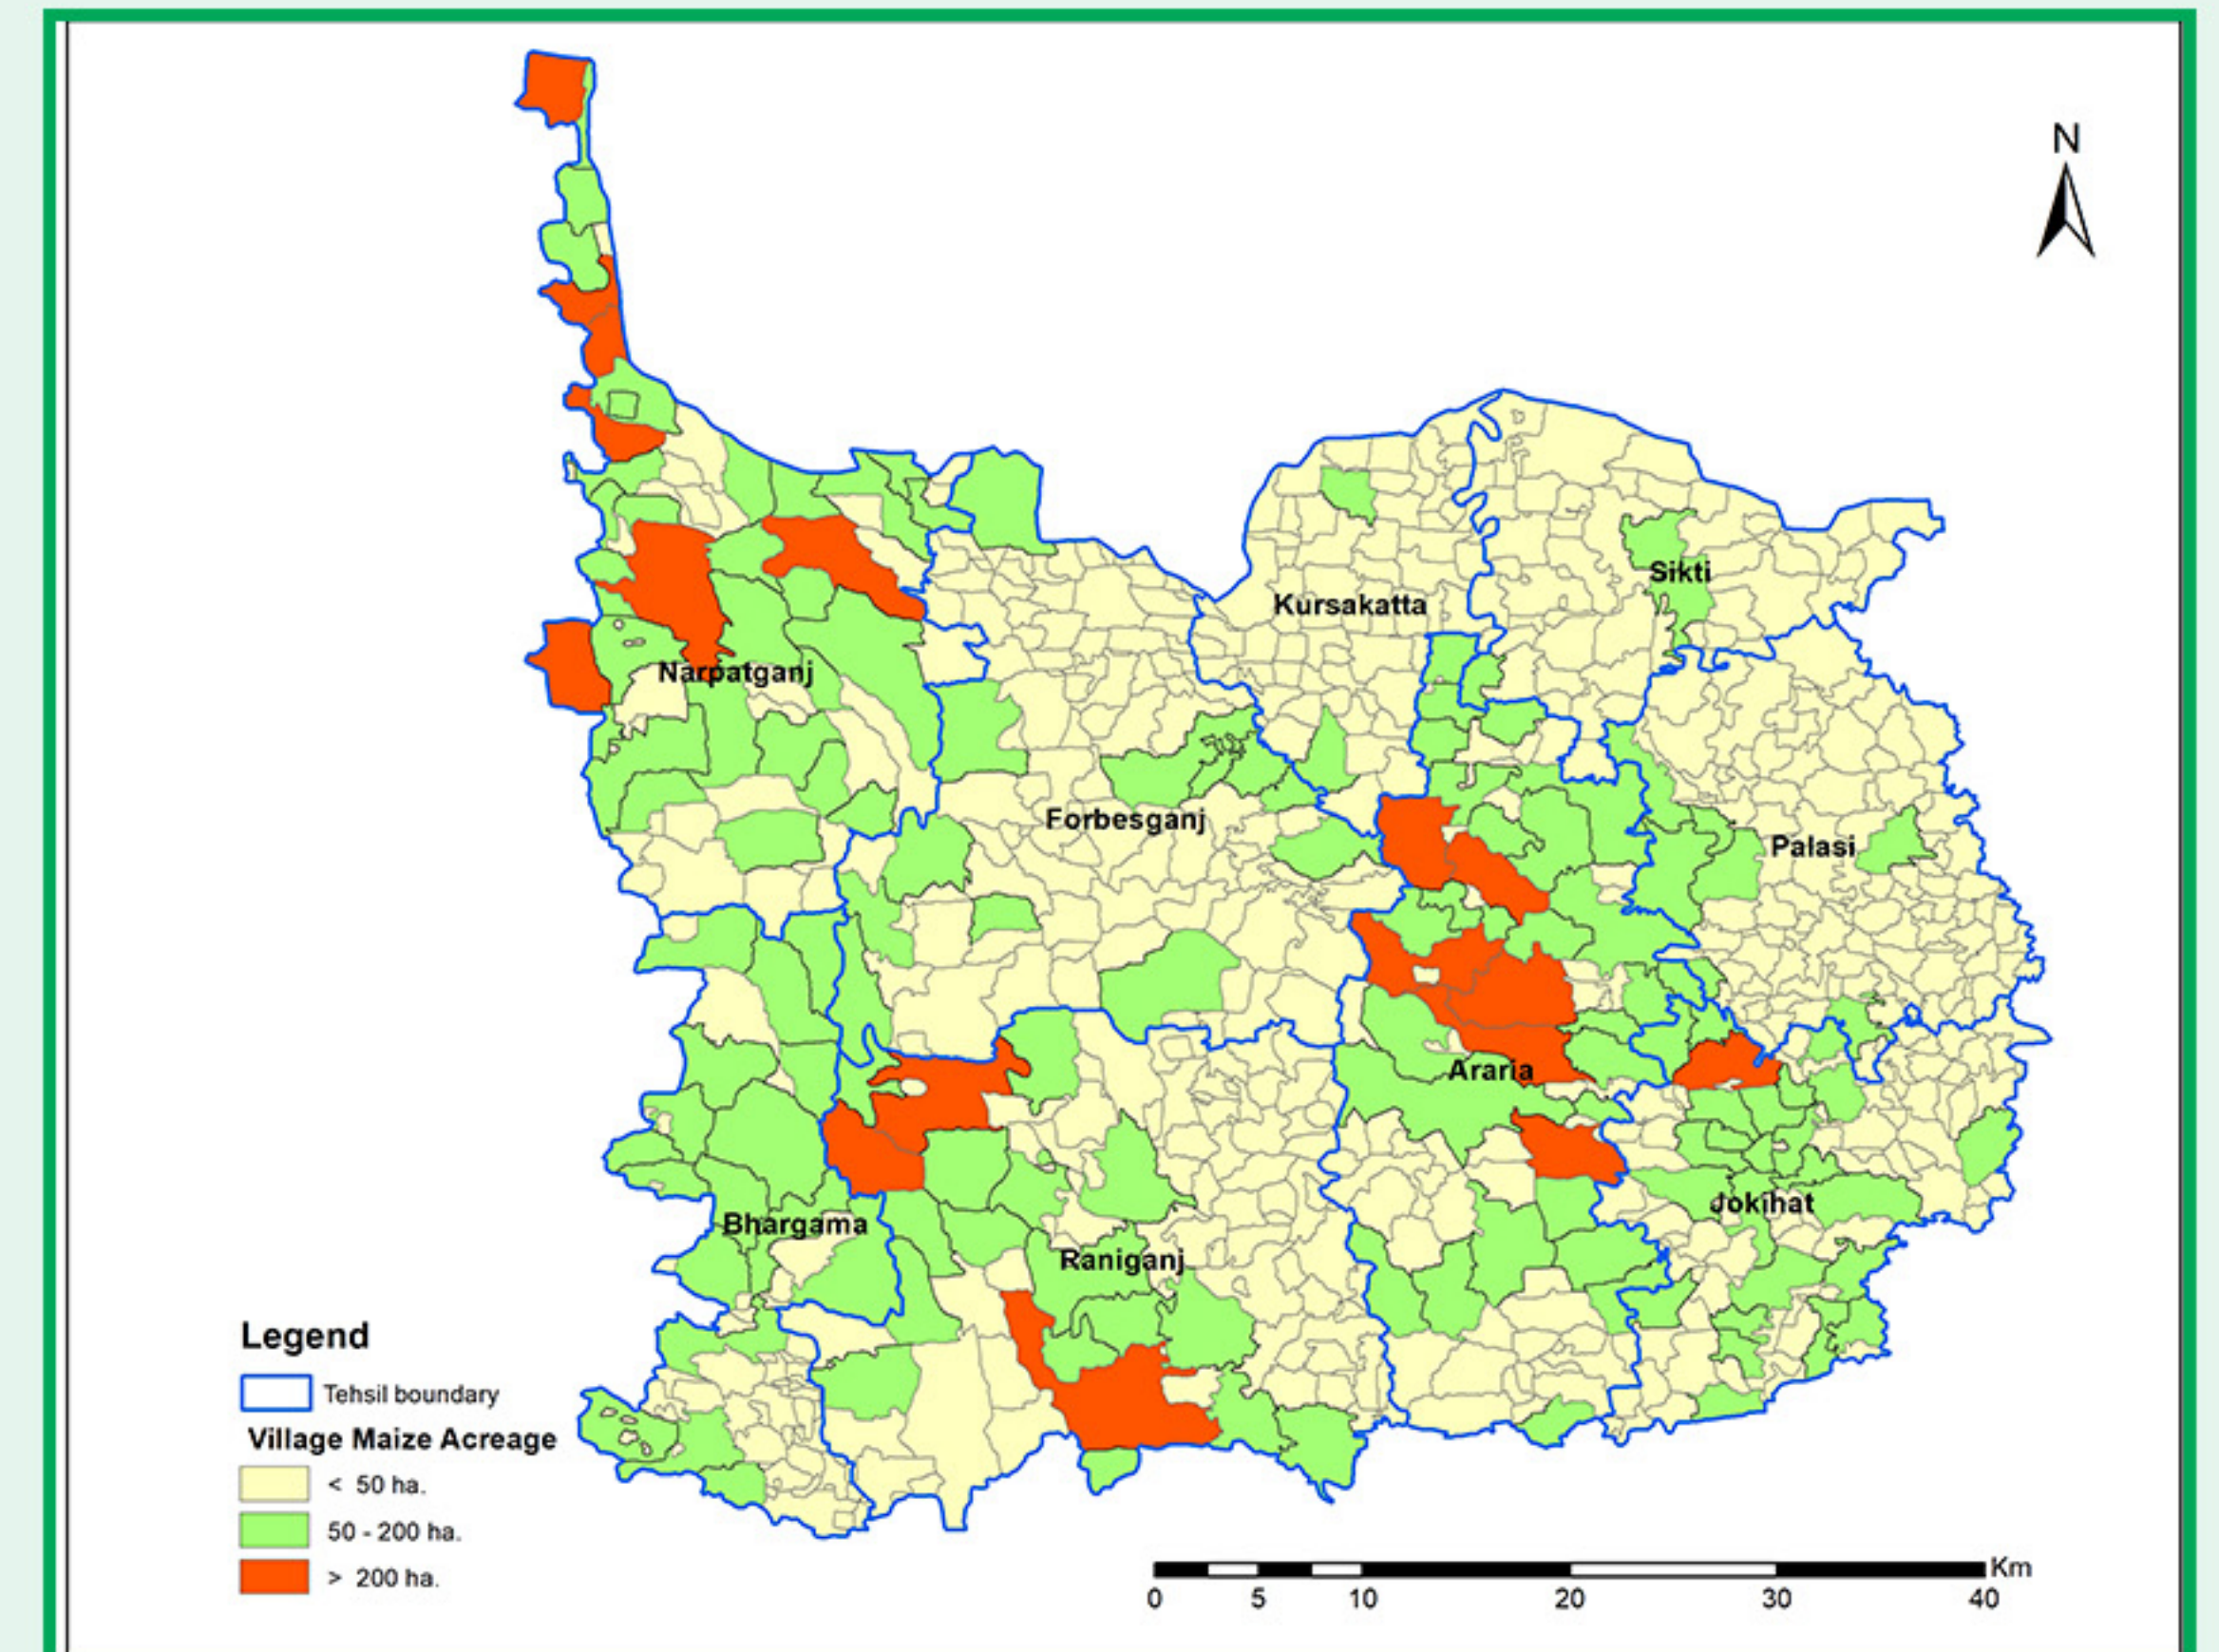 N
Sikti
Kursakatta
Narpatganj
Forbesganj
Palasi
Araria
Jokihat
Bhargama
Raniganj
Legend
Tehsil boundary
Village Maize Acreage
< 50 ha.
50 - 200 ha.
> 200 ha.
Km
0 5 10 20 30 40